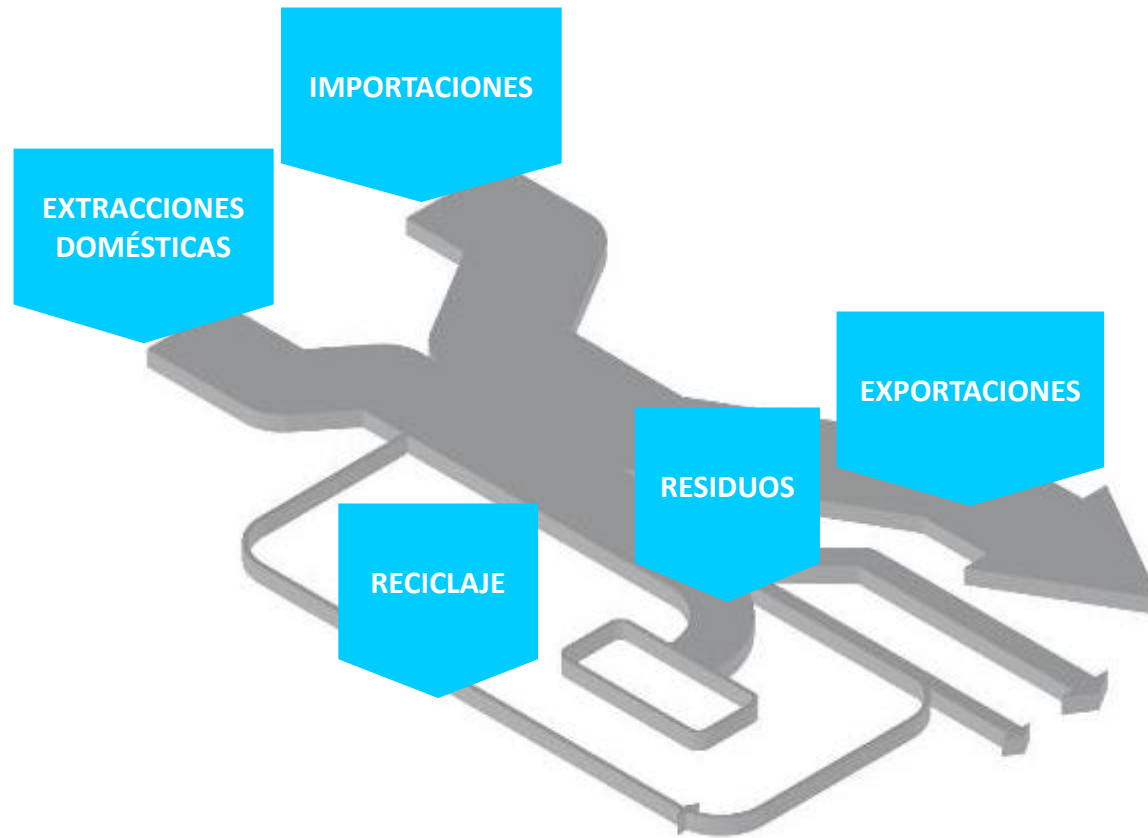 IMPORTACIONES
EXTRACCIONES
DOMÉSTICAS
EXPORTACIONES
RESIDUOS
RECICLAJE